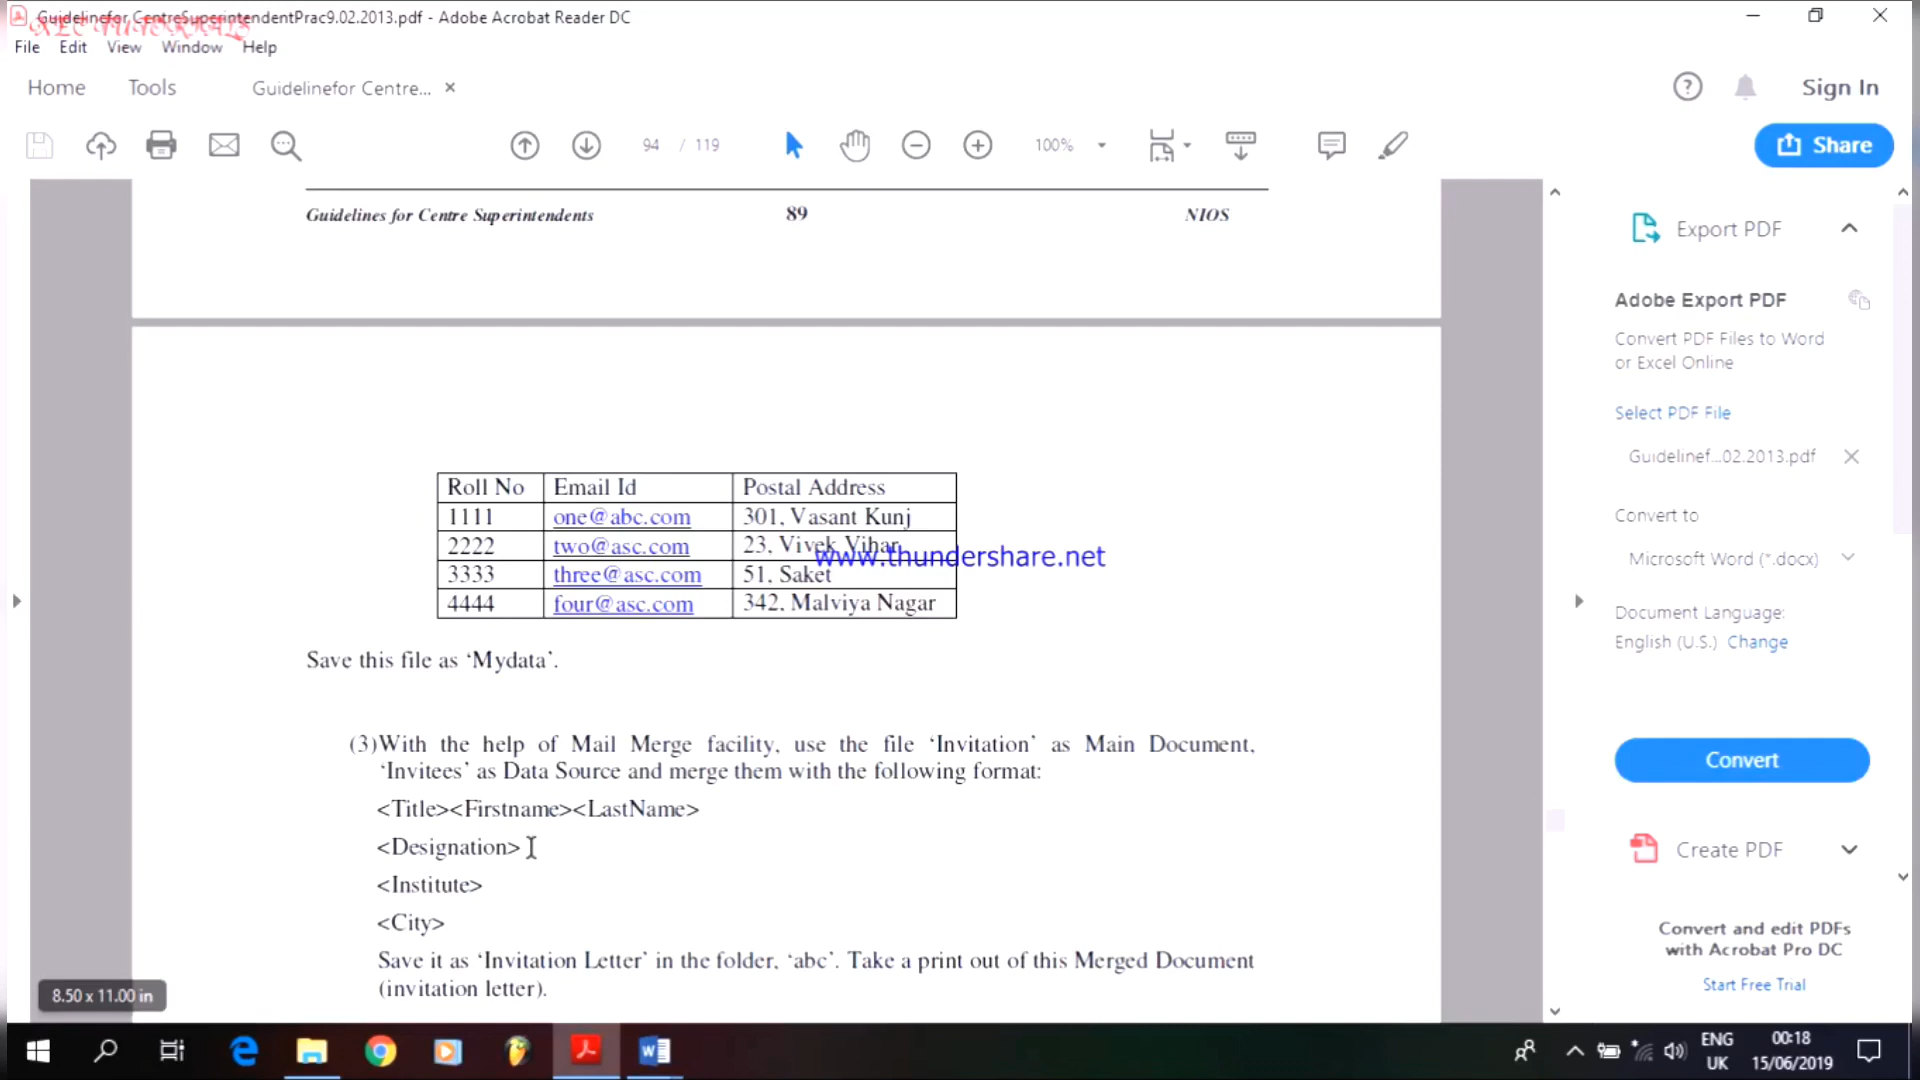 Guidelinefor CentreSuperintendentPrac9.02.2013.pdf - Adobe Acrobat Reader DC
XEC TUTORIALS
File Edit View Window Help
Home Tools Guidelinefor Centre... Sign In
94 / 119 100% Share
Guidelines for Centre Superintendents 89 NIOS
Roll No Email Id Postal Address
1111 one@abc.com 301, Vasant Kunj
2222 two@asc.com 23, Vivek Vihar
www.thundershare.net
3333 three@asc.com 51, Saket
4444 four@asc.com 342, Malviya Nagar
Save this file as ‘Mydata’.
(3)With the help of Mail Merge facility, use the file ‘Invitation’ as Main Document,
‘Invitees’ as Data Source and merge them with the following format:
<Title><Firstname><LastName>
<Designation>
<Institute>
<City>
Save it as ‘Invitation Letter’ in the folder, ‘abc’. Take a print out of this Merged Document
(invitation letter).
8.50 x 11.00 in
Export PDF
Adobe Export PDF
Convert PDF Files to Word
or Excel Online
Select PDF File
Guidelinef...02.2013.pdf
Convert to
Microsoft Word (*.docx)
Document Language:
English (U.S.) Change
Convert
Create PDF
Convert and edit PDFs
with Acrobat Pro DC
Start Free Trial
ENG
UK
00:18
15/06/2019